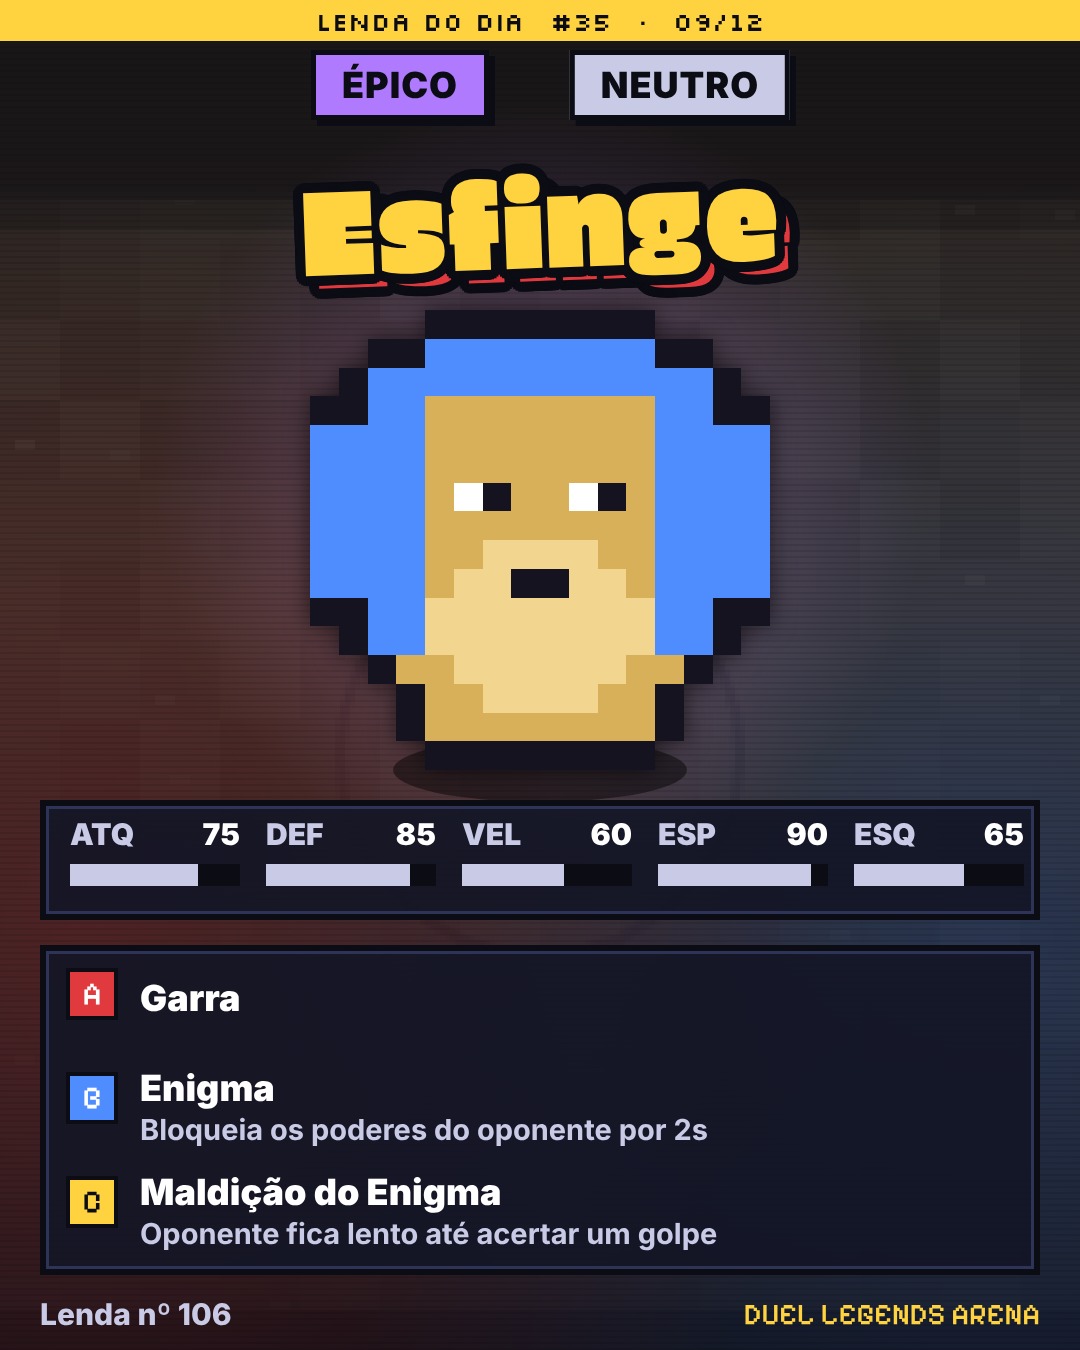 LENDA DO DIA #35 · 09/12
ÉPICO NEUTRO
Esfinge
ATQ 75 DEF 85 VEL 60 ESP 90 ESQ 65
A Garra
B Enigma
Bloqueia os poderes do oponente por 2s
C Maldição do Enigma
Oponente fica lento até acertar um golpe
Lenda nº 106 DUEL LEGENDS ARENA